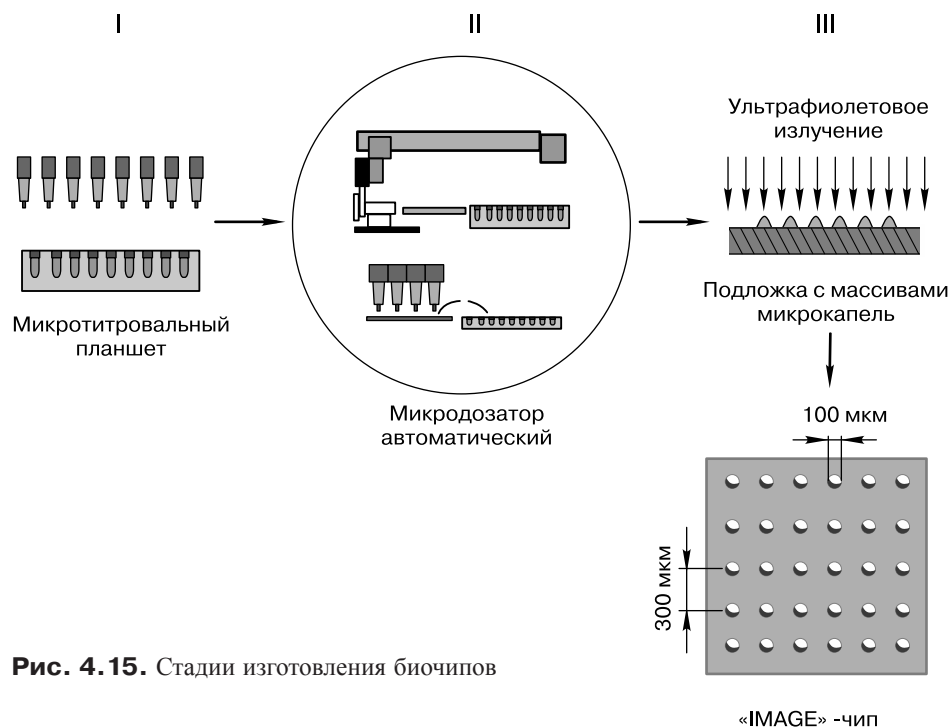 I
II
III
Ультрафиолетовое
излучение
Микротитровальный
планшет
Подложка с массивами
микрокапель
Микродозатор
автоматический
100 мкм
300 мкм
Рис. 4.15. Стадии изготовления биочипов
«IMAGE» -чип